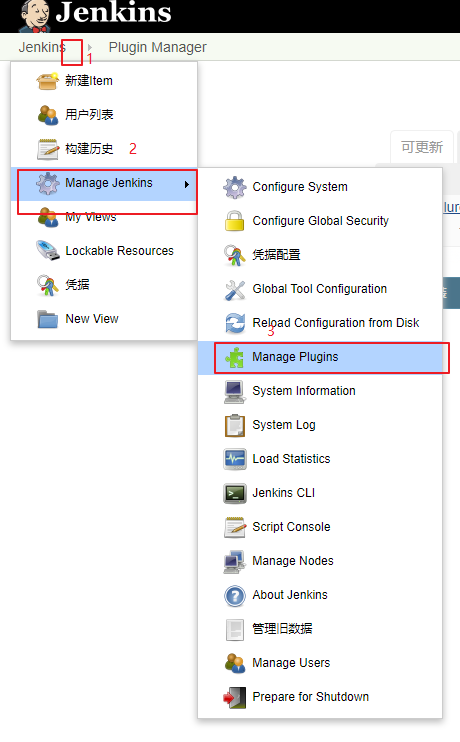 Jenkins
Jenkins Plugin Manager
1
新建Item
用户列表
构建历史 2
Manage Jenkins
My Views
Lockable Resources
凭据
New View
可更新
Configure System
Configure Global Security
凭据配置
Global Tool Configuration
Reload Configuration from Disk
3
Manage Plugins
System Information
System Log
Load Statistics
Jenkins CLI
Script Console
Manage Nodes
About Jenkins
管理旧数据
Manage Users
Prepare for Shutdown